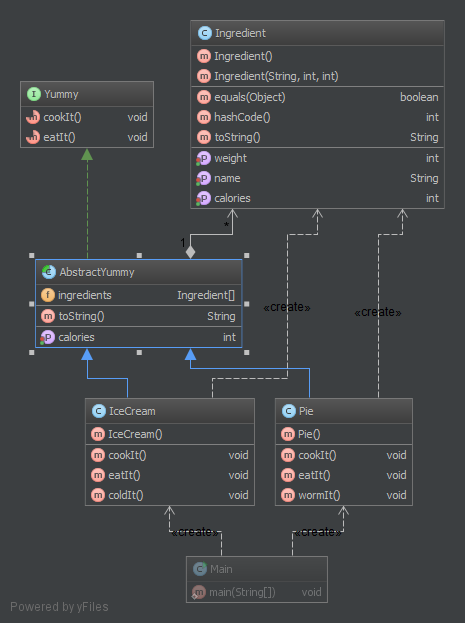 C Ingredient
m Ingredient()
m Ingredient(String, int, int)
m equals(Object) boolean
m hashCode() int
m toString() String
P weight int
P name String
P calories int
I Yummy
m cookIt() void
m eatIt() void
1
*
C AbstractYummy
f ingredients Ingredient[]
m toString() String
P calories int
«create»
«create»
C IceCream
m IceCream()
m cookIt() void
m eatIt() void
m coldIt() void
C Pie
m Pie()
m cookIt() void
m eatIt() void
m wormIt() void
«create»
«create»
C Main
m main(String[]) void
Powered by yFiles